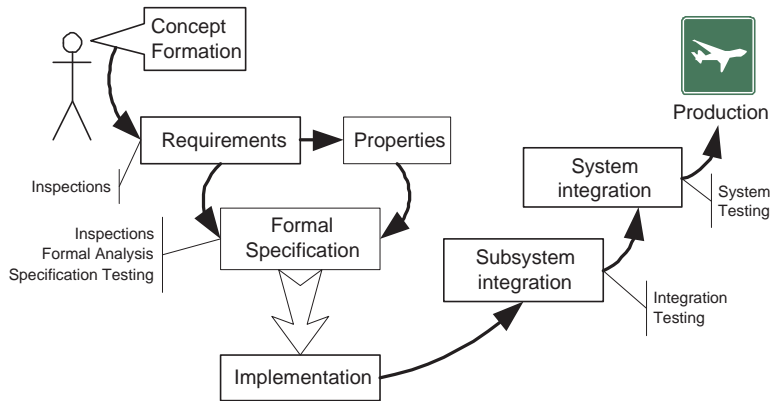 Concept
Formation
Requirements
Properties
Inspections
Inspections
Formal Analysis
Specification Testing
Formal
Specification
Implementation
Subsystem
integration
Integration
Testing
System
integration
System
Testing
Production